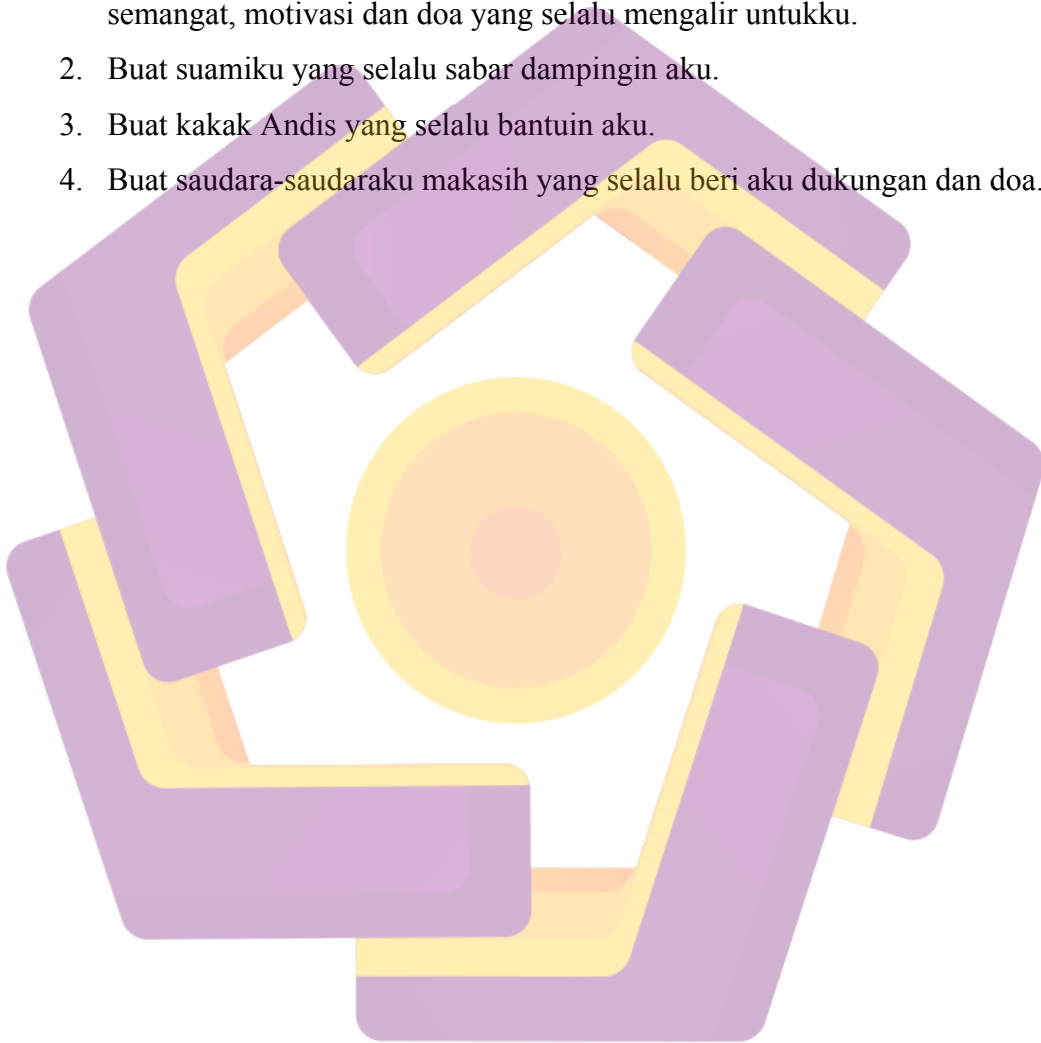 semangat, motivasi dan doa yang selalu mengalir untukku.
2. Buat suamiku yang selalu sabar dampingin aku.
3. Buat kakak Andis yang selalu bantuin aku.
4. Buat saudara-saudaraku makasih yang selalu beri aku dukungan dan doa.